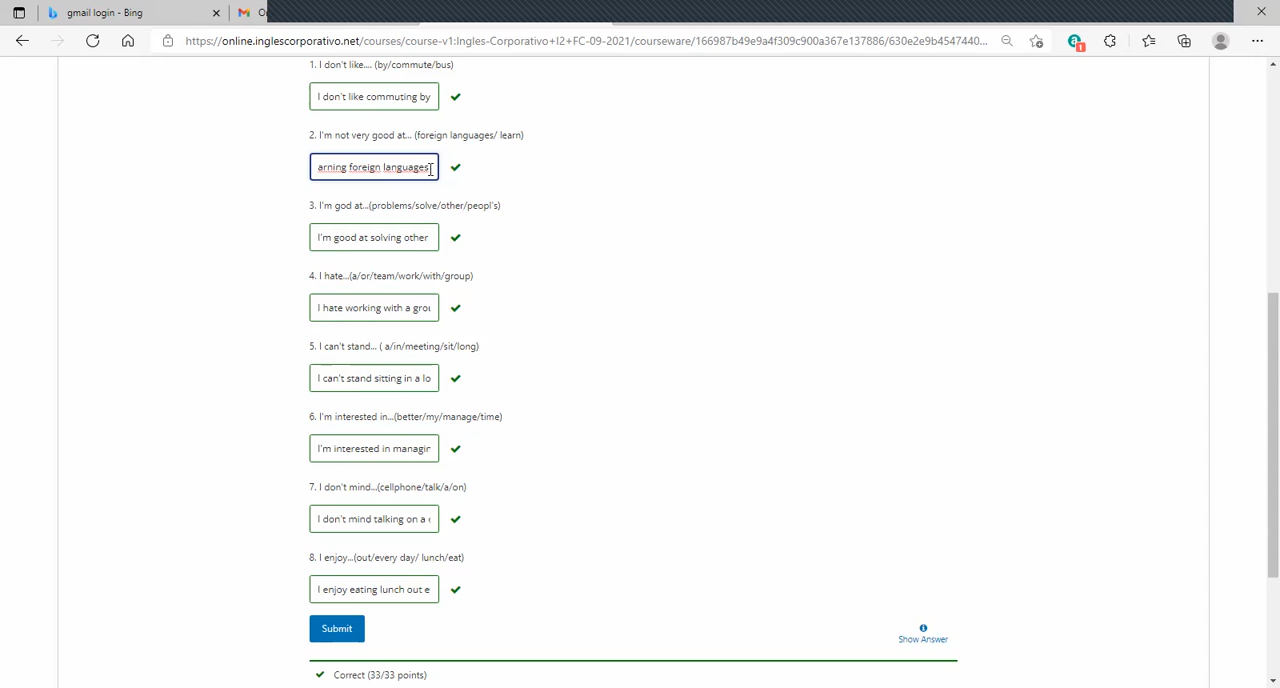 gmail login - Bing
O
https://online.inglescorporativo.net/courses/course-v1:Ingles-Corporativo+I2+FC-09-2021/courseware/166987b49e9a4f309c900a367e137886/630e2e9b4547440...
1
1. I don't like.... (by/commute/bus)
I don't like commuting by
2. I'm not very good at... (foreign languages/ learn)
arning foreign languages
3. I'm god at...(problems/solve/other/peopl's)
I'm good at solving other
4. I hate...(a/or/team/work/with/group)
I hate working with a grou
5. I can't stand... ( a/in/meeting/sit/long)
I can't stand sitting in a lo
6. I'm interested in...(better/my/manage/time)
I'm interested in managin
7. I don't mind...(cellphone/talk/a/on)
I don't mind talking on a c
8. I enjoy...(out/every day/ lunch/eat)
I enjoy eating lunch out e
Submit
Show Answer
Correct (33/33 points)